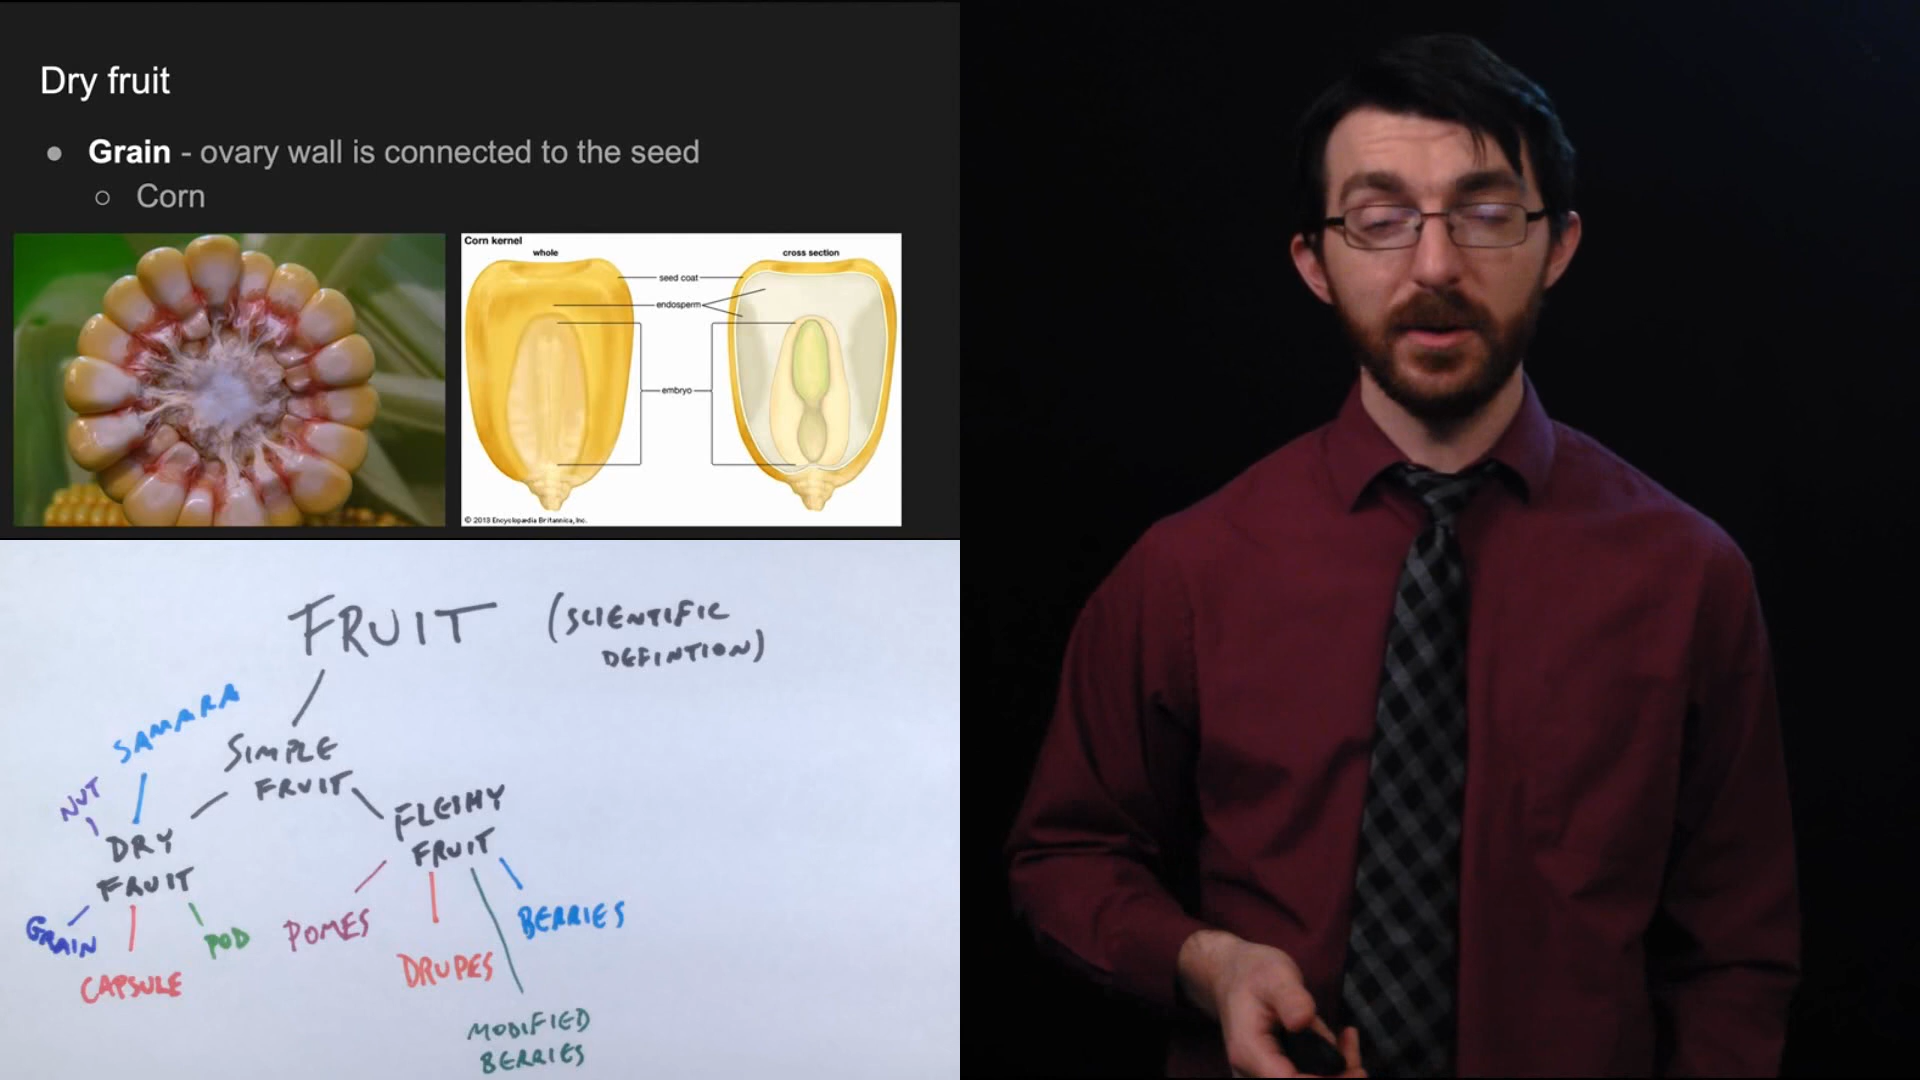 Dry fruit
● Grain - ovary wall is connected to the seed
○ Corn
Corn kernel
whole
cross section
seed coat
endosperm
embryo
© 2013 Encyclopædia Britannica, Inc.
FRUIT (SCIENTIFIC
DEFINTION)
SAMARA
SIMPLE
FRUIT
NUT
DRY
FRUIT
FLESHY
FRUIT
GRAIN
CAPSULE
POD
POMES
DRUPES
BERRIES
MODIFIED
BERRIES